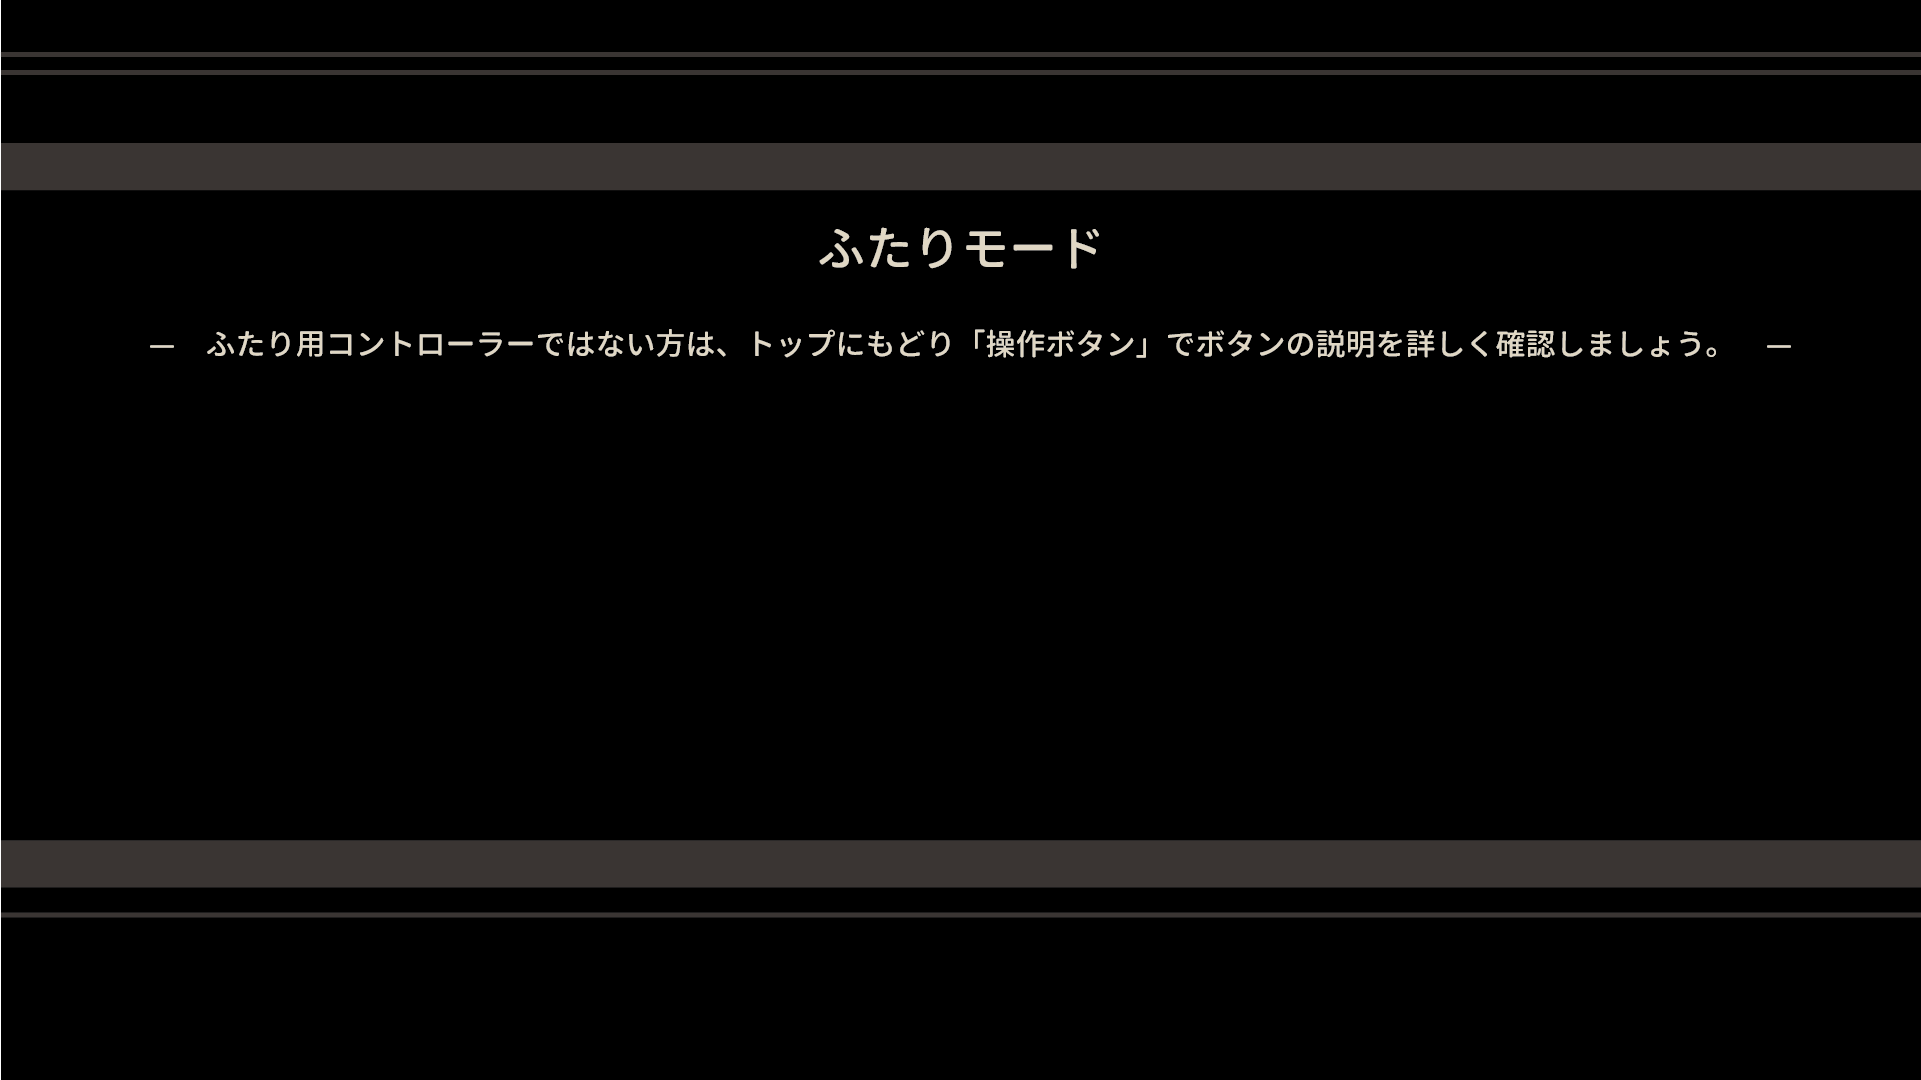 ふたりモード
― ふたり用コントローラーではない方は、トップにもどり「操作ボタン」でボタンの説明を詳しく確認しましょう。 ―